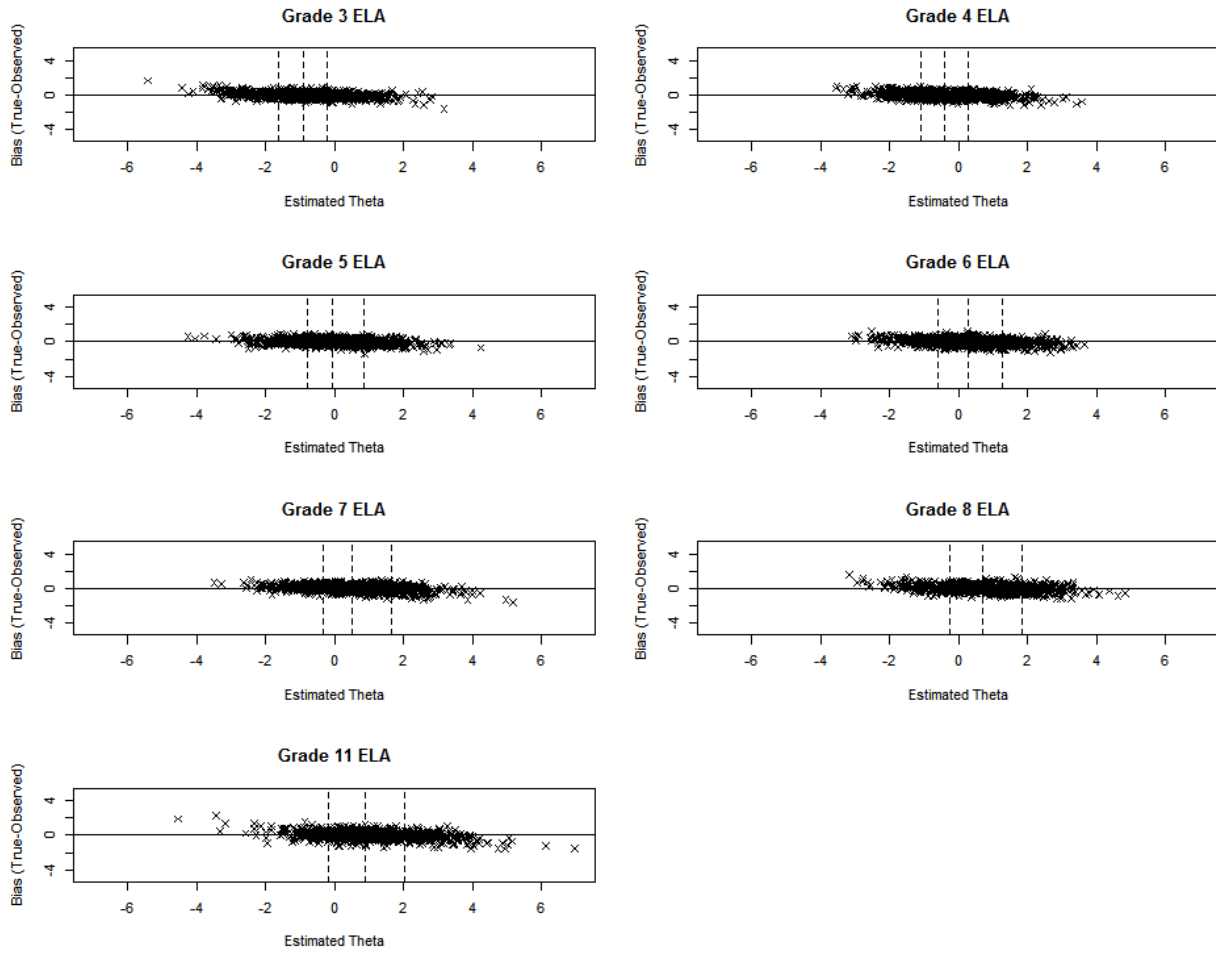 Grade 3 ELA
Bias (True-Observed)
4
0
-4
-6 -4 -2 0 2 4 6
Estimated Theta
Grade 4 ELA
Bias (True-Observed)
4
0
-4
-6 -4 -2 0 2 4 6
Estimated Theta
Grade 5 ELA
Bias (True-Observed)
4
0
-4
-6 -4 -2 0 2 4 6
Estimated Theta
Grade 6 ELA
Bias (True-Observed)
4
0
-4
-6 -4 -2 0 2 4 6
Estimated Theta
Grade 7 ELA
Bias (True-Observed)
4
0
-4
-6 -4 -2 0 2 4 6
Estimated Theta
Grade 8 ELA
Bias (True-Observed)
4
0
-4
-6 -4 -2 0 2 4 6
Estimated Theta
Grade 11 ELA
Bias (True-Observed)
4
0
-4
-6 -4 -2 0 2 4 6
Estimated Theta